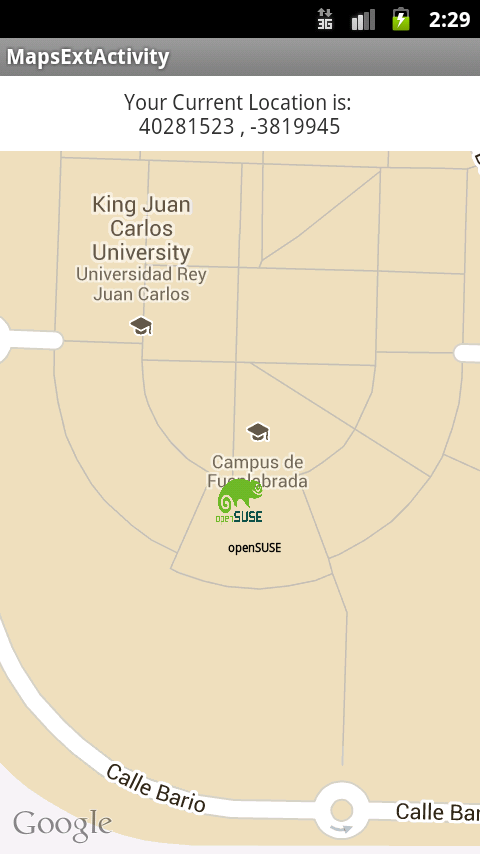 3G 2:29
MapsExtActivity
Your Current Location is:
40281523 , -3819945
King Juan
Carlos
University
Universidad Rey
Juan Carlos
Campus de
Fuenlabrada
openSUSE
openSUSE
Calle Bario
Calle Bar
Google